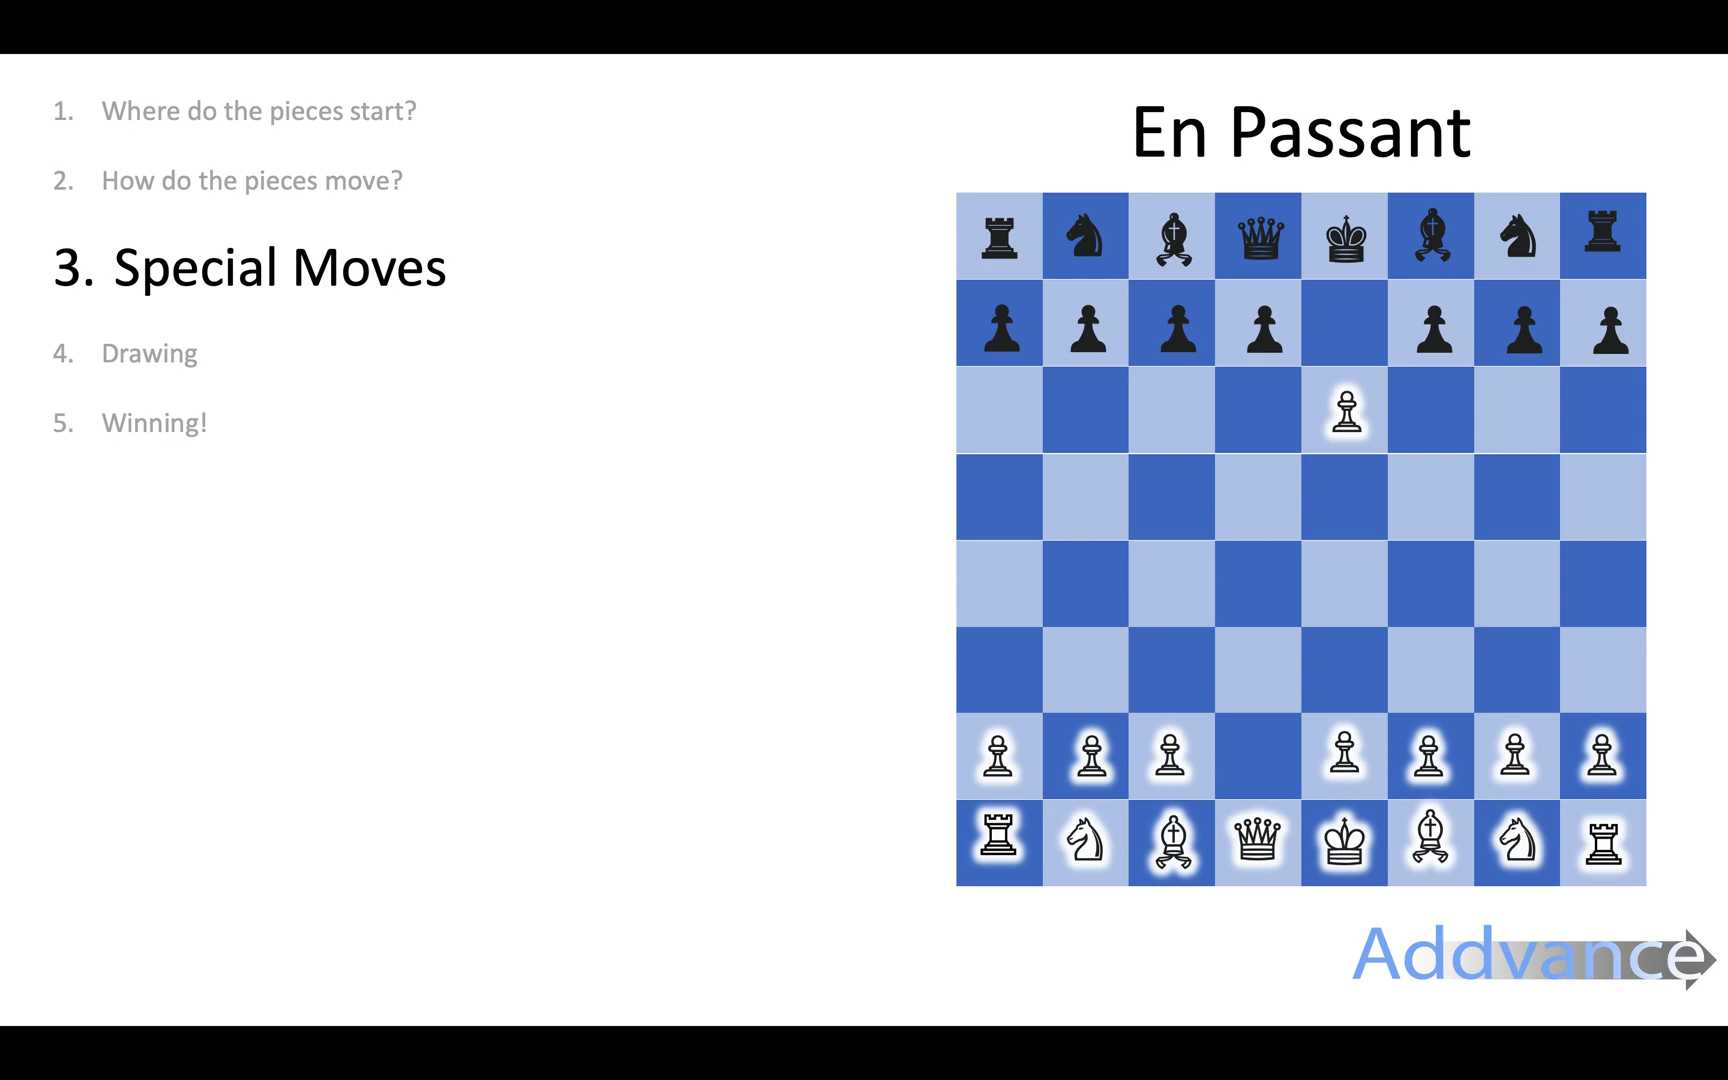 1. Where do the pieces start?
2. How do the pieces move?
3. Special Moves
4. Drawing
5. Winning!
En Passant
Addvance